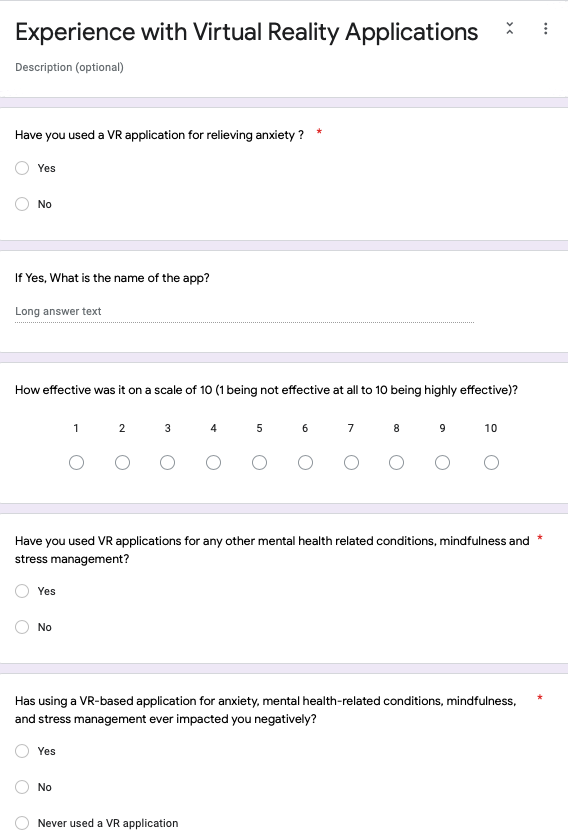 Experience with Virtual Reality Applications
Description (optional)
Have you used a VR application for relieving anxiety ? *
Yes
No
If Yes, What is the name of the app?
Long answer text
How effective was it on a scale of 10 (1 being not effective at all to 10 being highly effective)?
1 2 3 4 5 6 7 8 9 10
Have you used VR applications for any other mental health related conditions, mindfulness and *
stress management?
Yes
No
Has using a VR-based application for anxiety, mental health-related conditions, mindfulness, *
and stress management ever impacted you negatively?
Yes
No
Never used a VR application